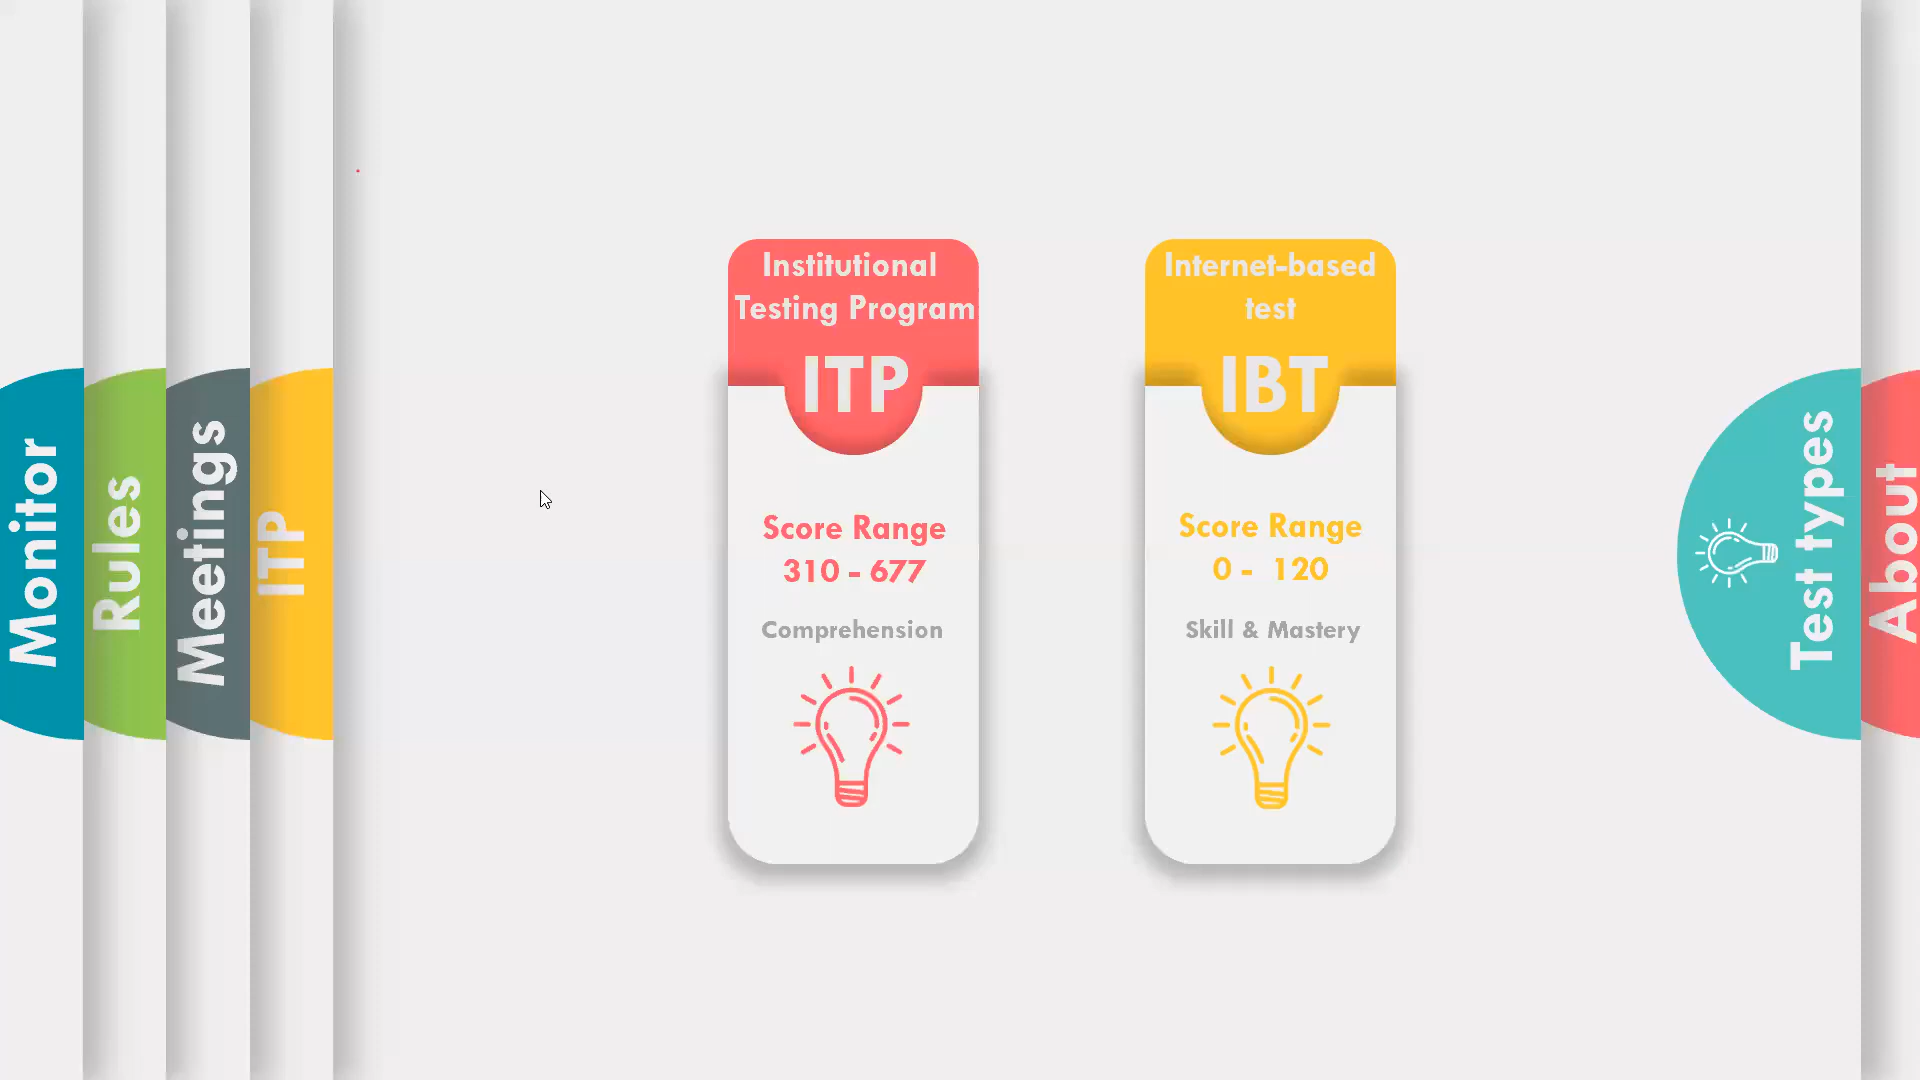 Monitor
Rules
Meetings
ITP
Institutional
Testing Program
ITP
Score Range
310 - 677
Comprehension
Internet-based
test
IBT
Score Range
0 - 120
Skill & Mastery
Test types
About